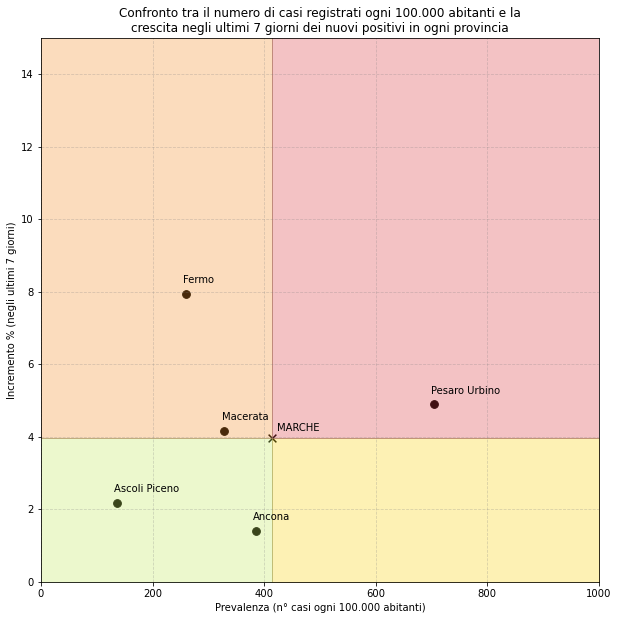 Confronto tra il numero di casi registrati ogni 100.000 abitanti e la
crescita negli ultimi 7 giorni dei nuovi positivi in ogni provincia
Incremento % (negli ultimi 7 giorni)
14
12
10
8
6
4
2
0
Fermo
Pesaro Urbino
Macerata
MARCHE
Ascoli Piceno
Ancona
0
200
400
600
800
1000
Prevalenza (n° casi ogni 100.000 abitanti)